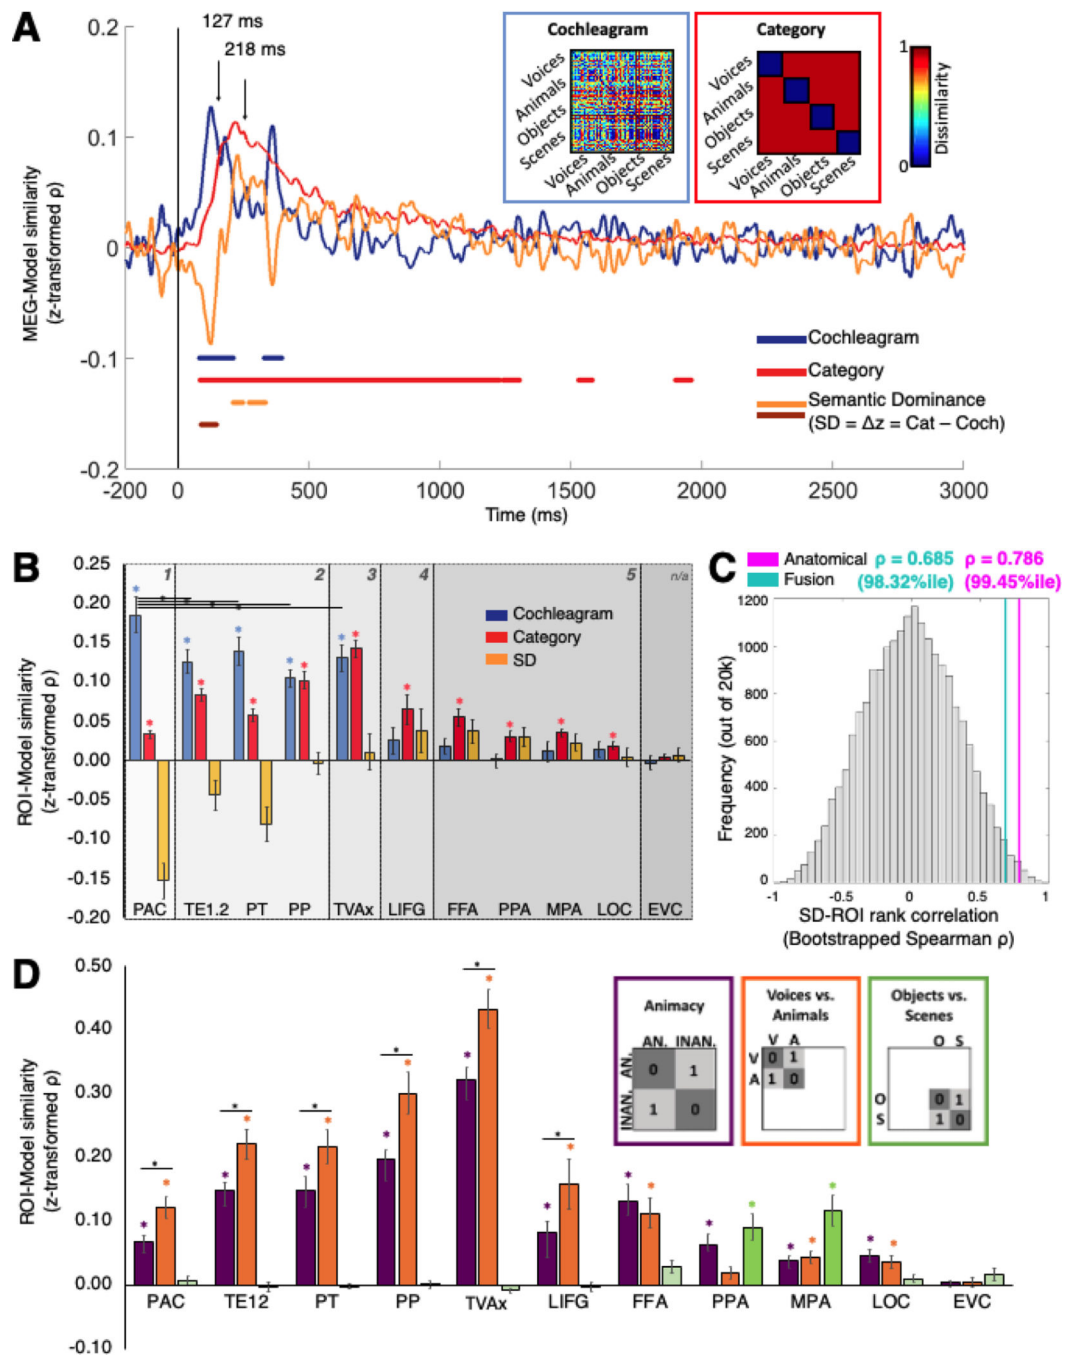 A
127 ms
218 ms
0.2
0.1
0
-0.1
-0.2
MEG-Model similarity
(z-transformed ρ)
Cochleagram
Voices
Animals
Objects
Scenes
Voices
Animals
Objects
Scenes
Category
Voices
Animals
Objects
Scenes
Voices
Animals
Objects
Scenes
1
0
Dissimilarity
Cochleagram
Category
Semantic Dominance
(SD = Δz = Cat – Coch)
-200 0 500 1000 1500 2000 2500 3000
Time (ms)
B
0.25
0.20
0.15
0.10
0.05
0.00
-0.05
-0.10
-0.15
-0.20
ROI-Model similarity
(z-transformed ρ)
1 2 3 4 5 n/a
* * * *
Cochleagram
Category
SD
* * * * * * * * * * * * * * *
PAC TE1.2 PT PP TVAx LIFG FFA PPA MPA LOC EVC
C
Anatomical ρ = 0.685 ρ = 0.786
Fusion (98.32%ile) (99.45%ile)
1200
1000
800
600
400
200
0
Frequency (out of 20k)
-1 -0.5 0 0.5 1
SD-ROI rank correlation
(Bootstrapped Spearman ρ)
D
0.50
0.40
0.30
0.20
0.10
0.00
-0.10
ROI-Model similarity
(z-transformed ρ)
Animacy
AN. INAN.
AN. 0 1
INAN. 1 0
Voices vs.
Animals
V A
V 0 1
A 1 0
Objects vs.
Scenes
O S
O 0 1
S 1 0
PAC TE12 PT PP TVAx LIFG FFA PPA MPA LOC EVC